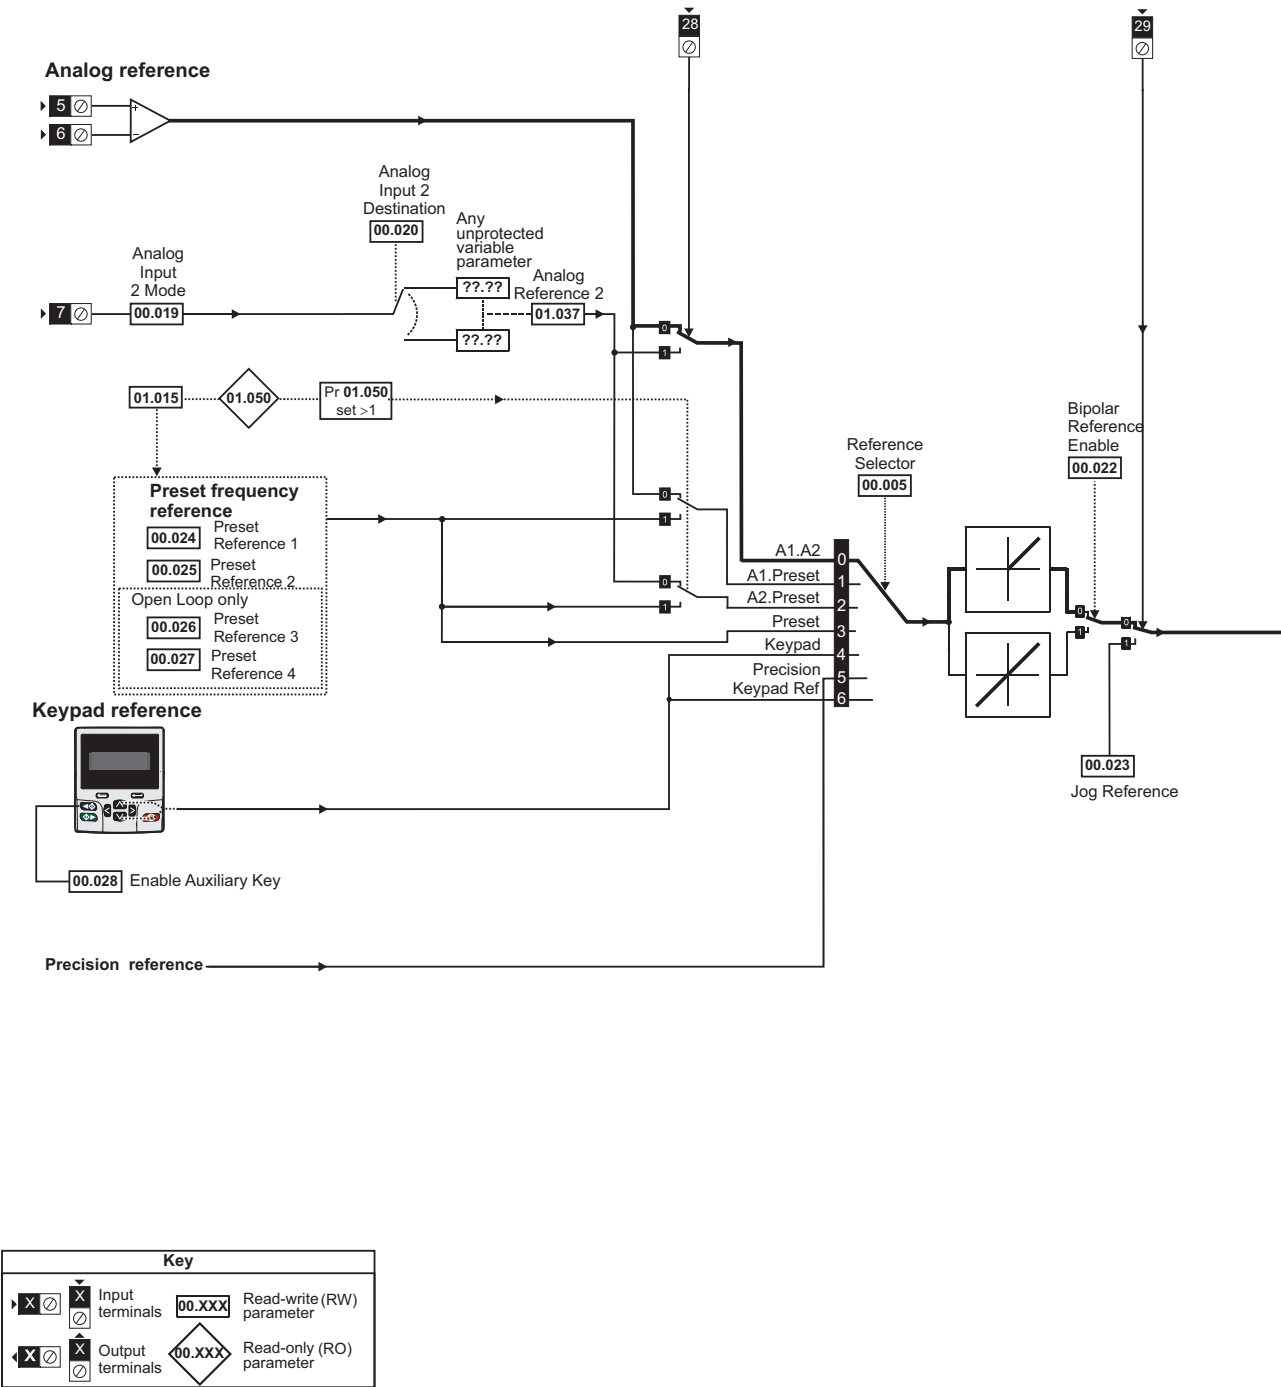 28
29
Analog reference
5
6
+
−
Analog
Input 2
Destination
00.020
Any
unprotected
variable
parameter
??.??
??.??
Analog
Input
2 Mode
7
00.019
Analog
Reference 2
01.037
0
1
01.015
01.050
Pr 01.050
set >1
Preset frequency
reference
00.024
Preset
Reference 1
00.025
Preset
Reference 2
Open Loop only
00.026
Preset
Reference 3
00.027
Preset
Reference 4
0
1
0
1
Reference
Selector
00.005
A1.A2
0
A1.Preset
1
A2.Preset
2
Preset
3
Keypad
4
Precision
5
Keypad Ref
6
Bipolar
Reference
Enable
00.022
0
1
0
1
00.023
Jog Reference
Keypad reference
00.028
Enable Auxiliary Key
Precision reference
Key
X
X
Input
terminals
00.XXX
Read-write (RW)
parameter
X
X
Output
terminals
00.XXX
Read-only (RO)
parameter